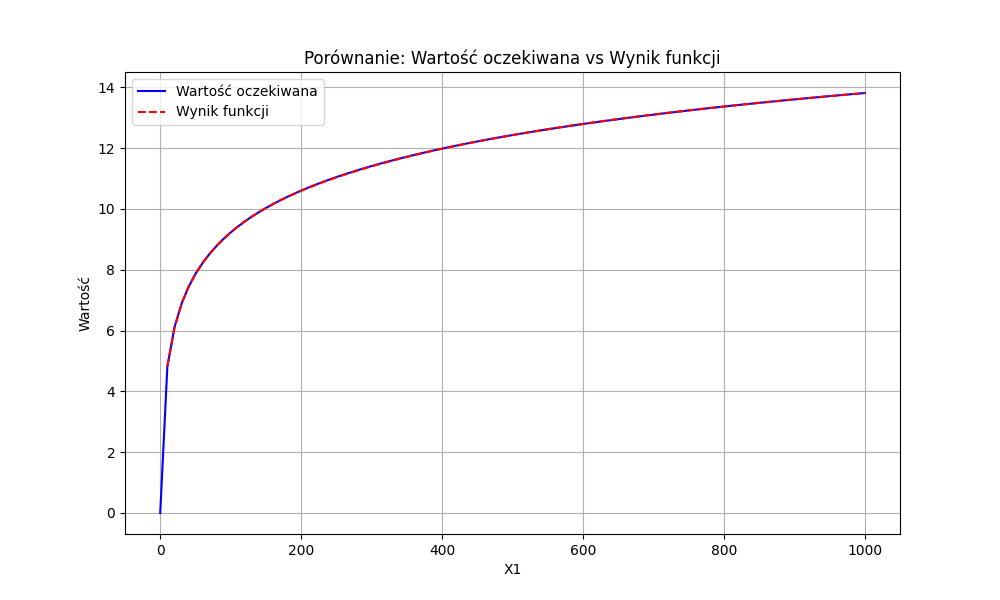 Porównanie: Wartość oczekiwana vs Wynik funkcji
Wartość oczekiwana
Wynik funkcji
14
12
10
8
6
4
2
0
Wartość
0 200 400 600 800 1000
X1